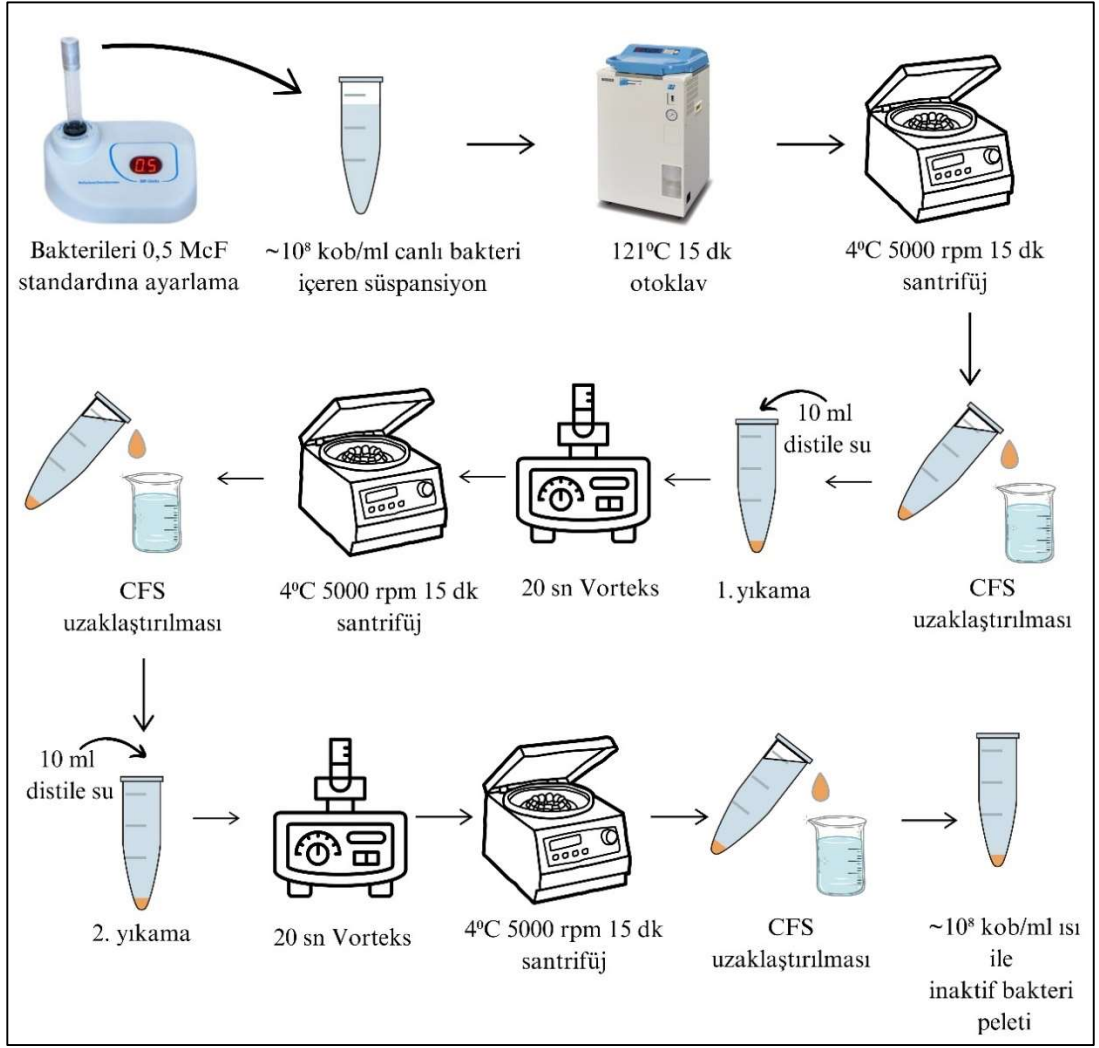 05
Bakterileri 0,5 McF
standardına ayarlama
~10⁸ kob/ml canlı bakteri
içeren süspansiyon
121⁰C 15 dk
otoklav
4⁰C 5000 rpm 15 dk
santrifüj
10 ml
distile su
CFS
uzaklaştırılması
4⁰C 5000 rpm 15 dk
santrifüj
20 sn Vorteks
1. yıkama
CFS
uzaklaştırılması
10 ml
distile su
2. yıkama
20 sn Vorteks
4⁰C 5000 rpm 15 dk
santrifüj
CFS
uzaklaştırılması
~10⁸ kob/ml ısı
ile
inaktif bakteri
peleti